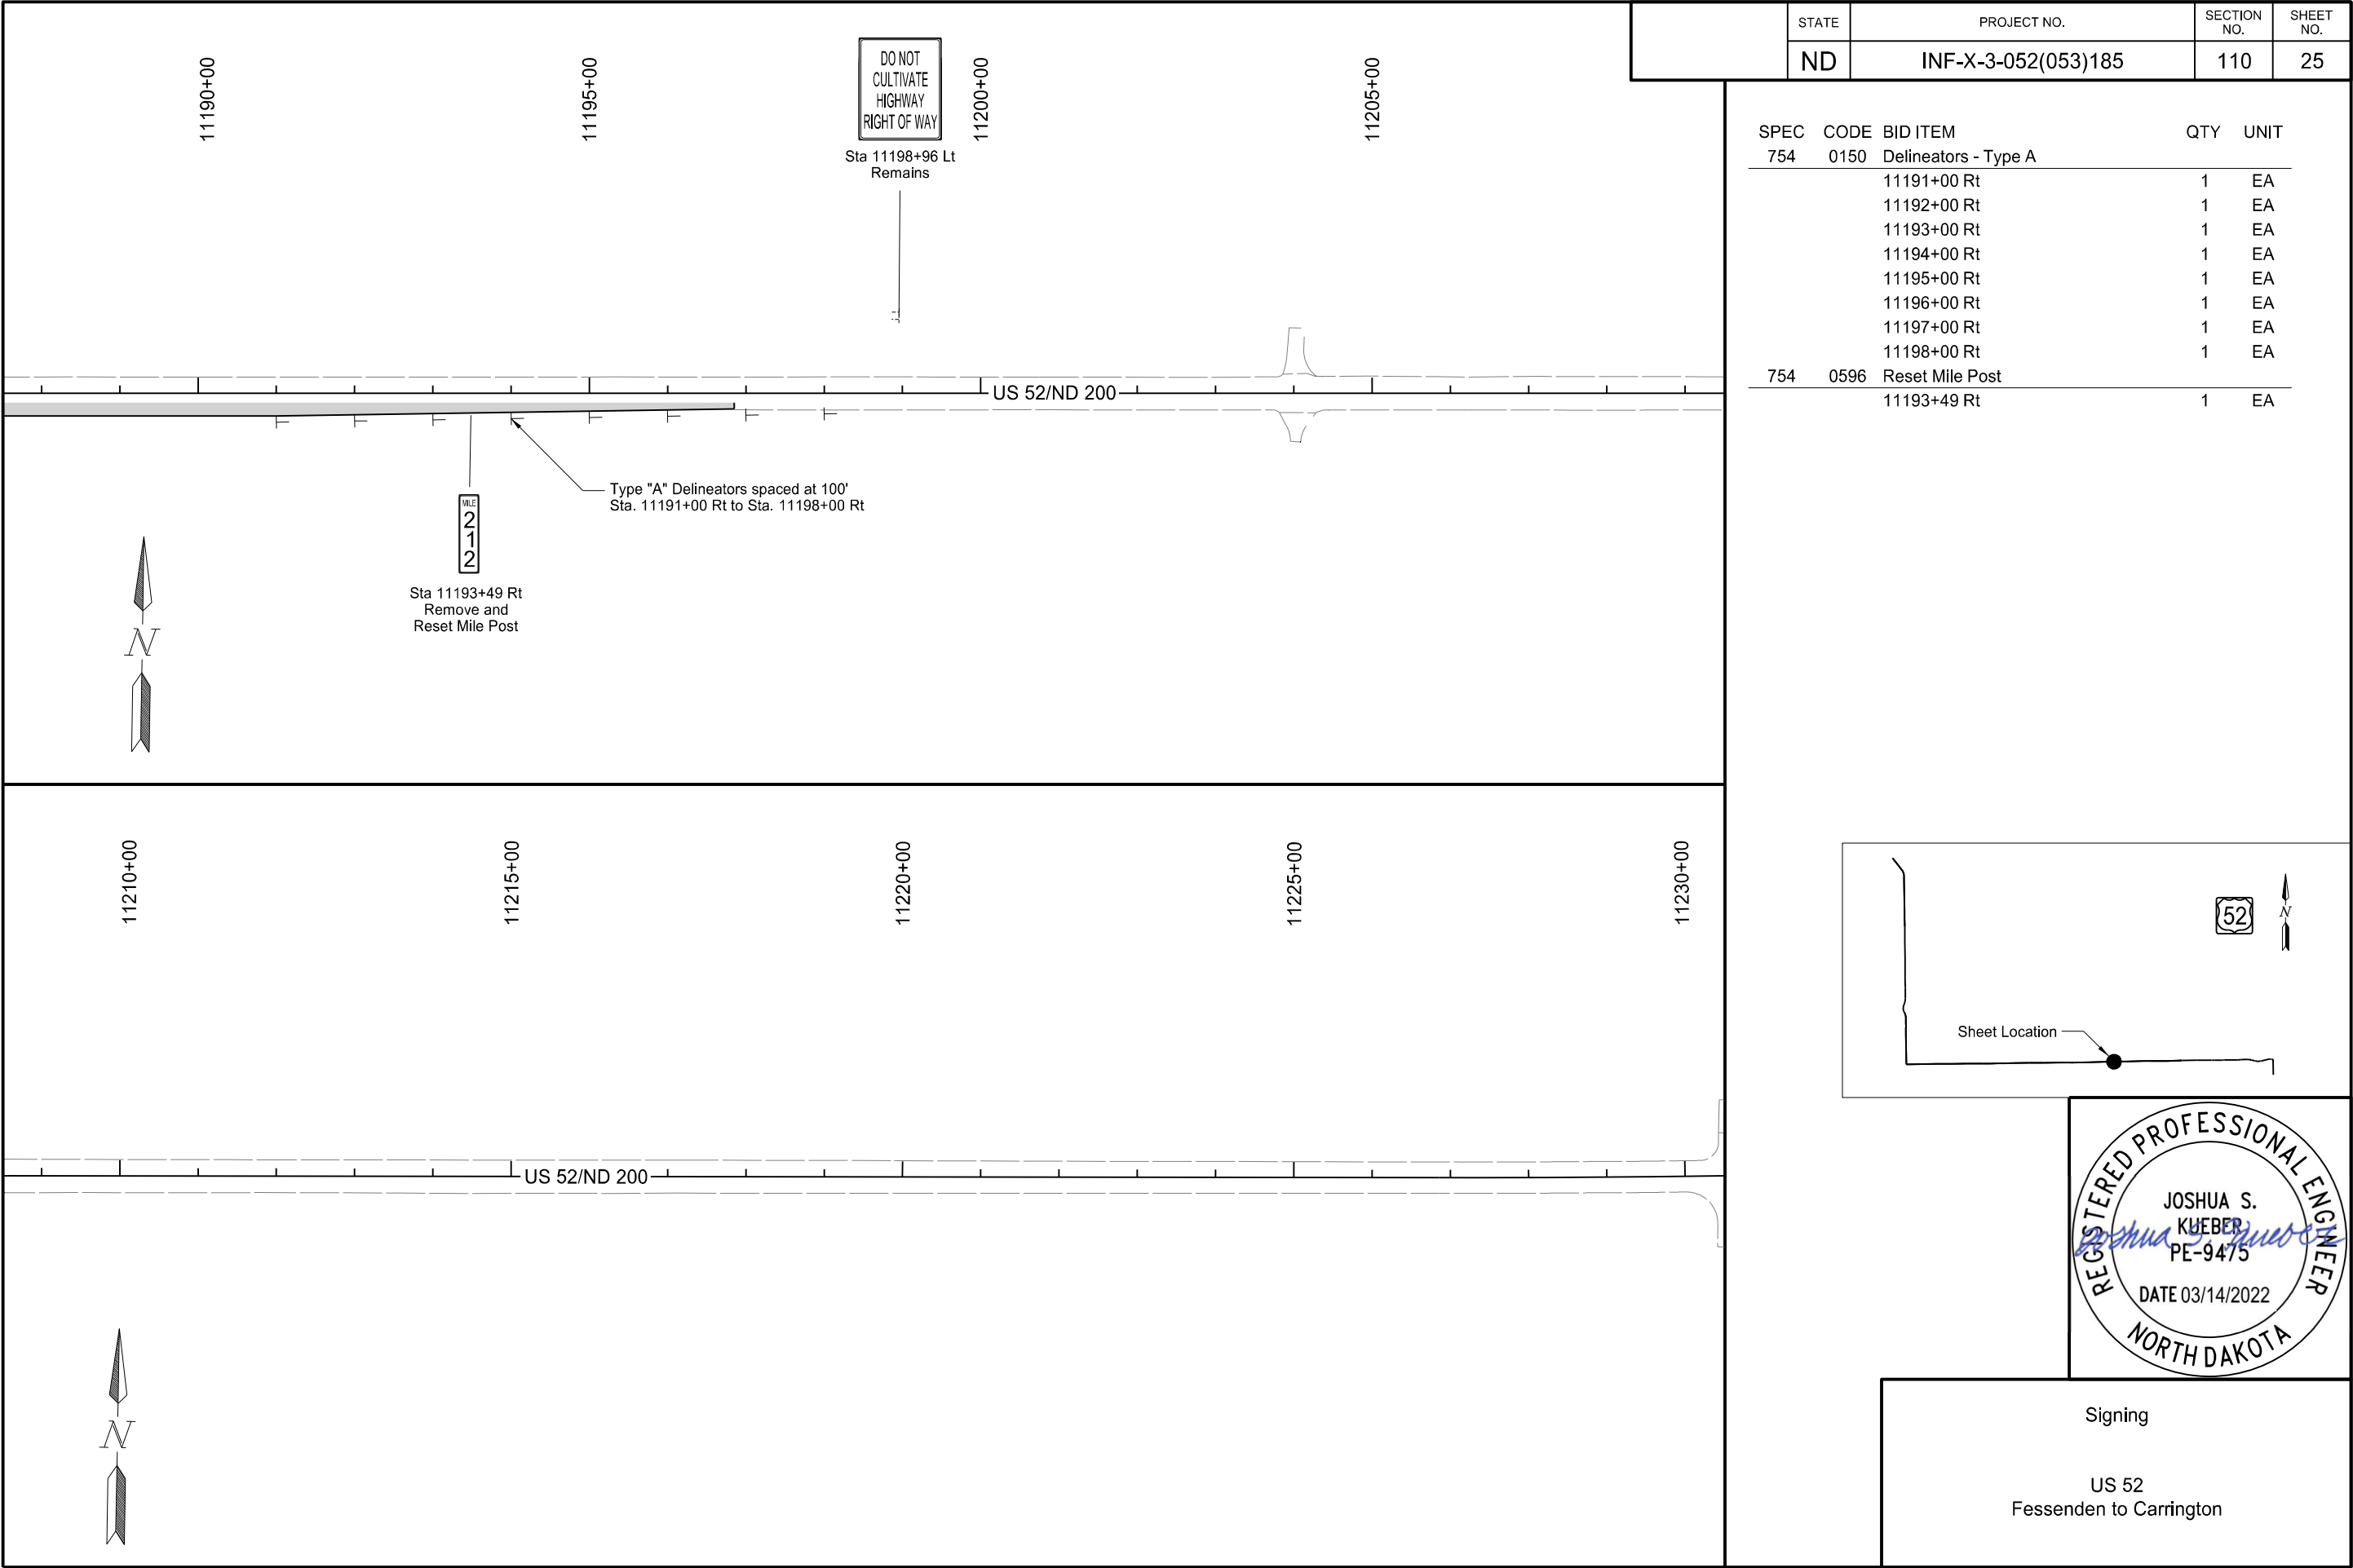 STATE PROJECT NO. SECTION NO. SHEET NO.
ND INF-X-3-052(053)185 110 25
11190+00
11195+00
11200+00
11205+00
DO NOT
CULTIVATE
HIGHWAY
RIGHT OF WAY
Sta 11198+96 Lt
Remains
US 52/ND 200
Type "A" Delineators spaced at 100'
Sta. 11191+00 Rt to Sta. 11198+00 Rt
MILE
2
1
2
Sta 11193+49 Rt
Remove and
Reset Mile Post
N
SPEC CODE BID ITEM QTY UNIT
754 0150 Delineators - Type A
11191+00 Rt 1 EA
11192+00 Rt 1 EA
11193+00 Rt 1 EA
11194+00 Rt 1 EA
11195+00 Rt 1 EA
11196+00 Rt 1 EA
11197+00 Rt 1 EA
11198+00 Rt 1 EA
754 0596 Reset Mile Post
11193+49 Rt 1 EA
11210+00
11215+00
11220+00
11225+00
11230+00
US 52/ND 200
N
52
N
Sheet Location
REGISTERED PROFESSIONAL ENGINEER
JOSHUA S.
KUEBER
PE-9475
Joshua S. Kueber
DATE 03/14/2022
NORTH DAKOTA
Signing
US 52
Fessenden to Carrington